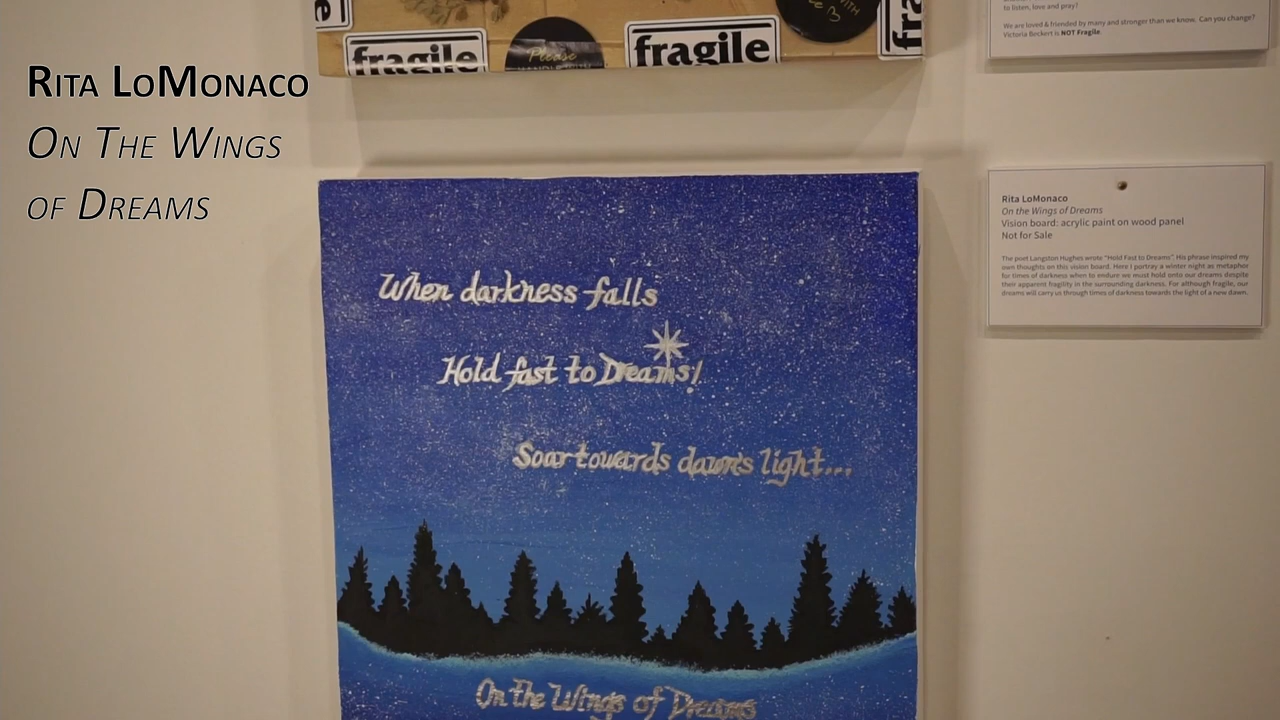 to listen, love and pray?
We are loved & friended by many and stronger than we know. Can you change?
Victoria Beckert is NOT Fragile.
fragile
Please
fragile
RITA LOMONACO
ON THE WINGS
OF DREAMS
When darkness falls
Hold fast to Dreams!
Soar towards dawn's light...
On the Wings of Dreams
Rita LoMonaco
On the Wings of Dreams
Vision board: acrylic paint on wood panel
Not for Sale
The poet Langston Hughes wrote "Hold Fast to Dreams". His phrase inspired my
own thoughts on this vision board. Here I portray a winter night as metaphor
for times of darkness when to endure we must hold onto our dreams despite
their apparent fragility in the surrounding darkness. For although fragile, our
dreams will carry us through times of darkness towards the light of a new dawn.